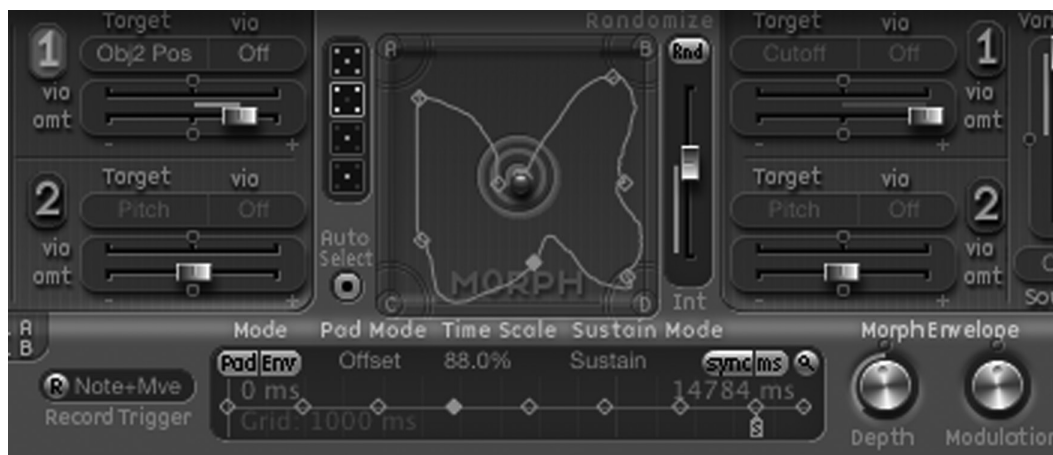 Randomize
Target via
1 Obj2 Pos Off
via
amt
- +
Target via
2 Pitch Off
via
amt
- +
Auto
Select
A B
MORPH
C D
Rnd
Int
Target via
Cutoff Off 1
via
amt
- +
Target via
Pitch Off 2
via
amt
- +
A
B
Mode Pad Mode Time Scale Sustain Mode
Pad Env Offset 88.0% Sustain sync ms
R Note+Mve
Record Trigger
0 ms 14784 ms
Grid: 1000 ms
S
Morph Envelope
Depth